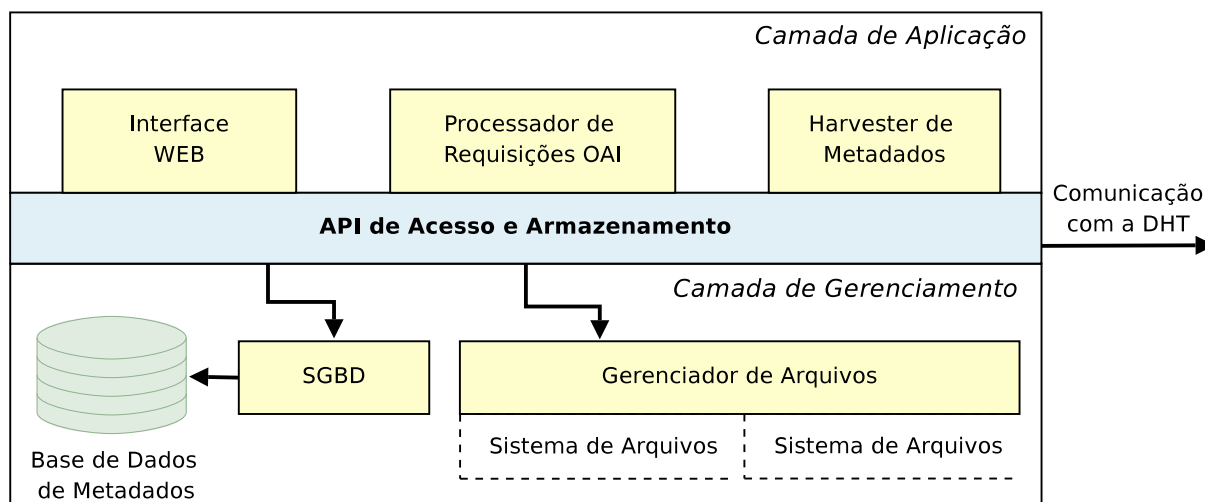 Camada de Aplicação
Interface
WEB
Processador de
Requisições OAI
Harvester de
Metadados
Comunicação
com a DHT
API de Acesso e Armazenamento
Camada de Gerenciamento
SGBD
Gerenciador de Arquivos
Sistema de Arquivos
Sistema de Arquivos
Base de Dados
de Metadados